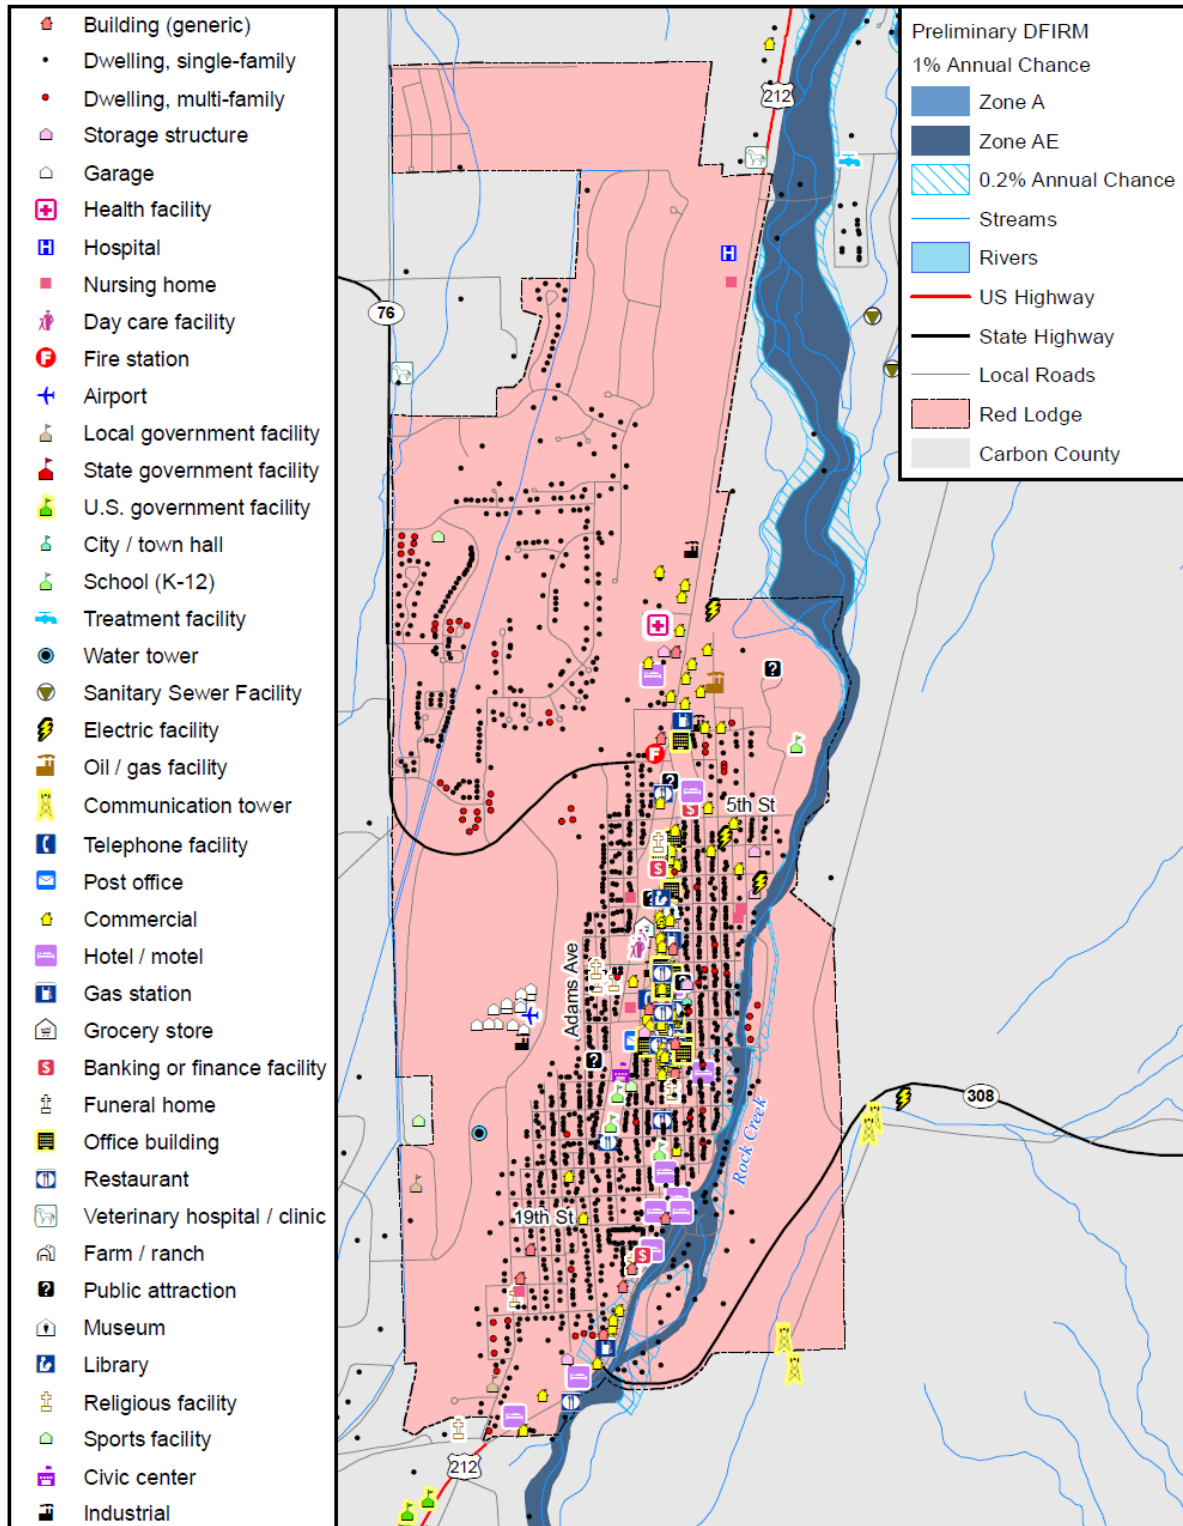 Building (generic)
Dwelling, single-family
Dwelling, multi-family
Storage structure
Garage
Health facility
Hospital
Nursing home
Day care facility
Fire station
Airport
Local government facility
State government facility
U.S. government facility
City / town hall
School (K-12)
Treatment facility
Water tower
Sanitary Sewer Facility
Electric facility
Oil / gas facility
Communication tower
Telephone facility
Post office
Commercial
Hotel / motel
Gas station
Grocery store
Banking or finance facility
Funeral home
Office building
Restaurant
Veterinary hospital / clinic
Farm / ranch
Public attraction
Museum
Library
Religious facility
Sports facility
Civic center
Industrial
212
76
5th St
Adams Ave
308
Rock Creek
19th St
212
Preliminary DFIRM
1% Annual Chance
Zone A
Zone AE
0.2% Annual Chance
Streams
Rivers
US Highway
State Highway
Local Roads
Red Lodge
Carbon County